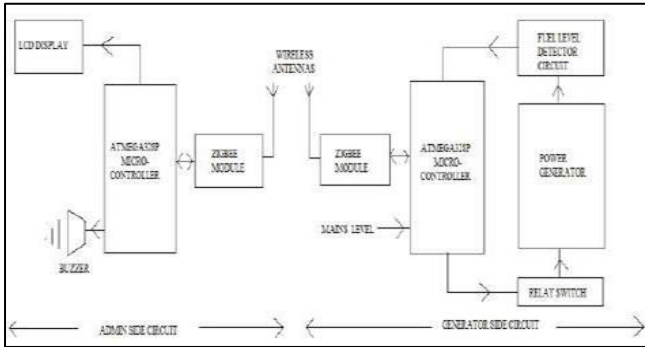 LCD DISPLAY
WIRELESS
ANTENNAS
FUEL LEVEL
DETECTOR
CIRCUIT
ATMEGA328P
MICRO-
CONTROLLER
ZIGBEE
MODULE
ZIGBEE
MODULE
ATMEGA328P
MICRO-
CONTROLLER
POWER
GENERATOR
MAINS LEVEL
BUZZER
RELAY SWITCH
ADMIN SIDE CIRCUIT
GENERATOR SIDE CIRCUIT